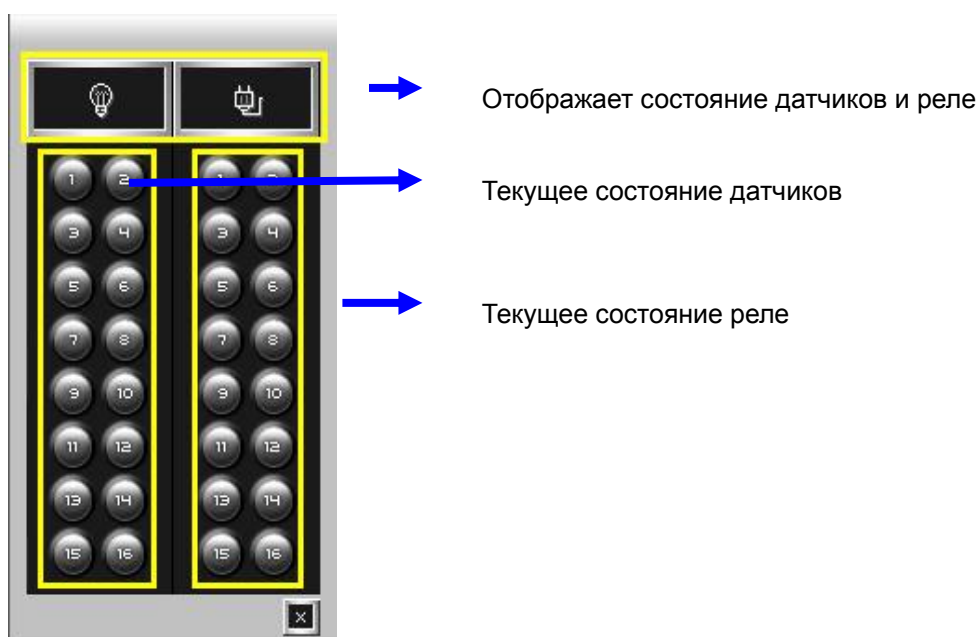 Отображает состояние датчиков и реле
1 2 1 2
Текущее состояние датчиков
3 4 3 4
5 6 5 6
Текущее состояние реле
7 8 7 8
9 10 9 10
11 12 11 12
13 14 13 14
15 16 15 16
X